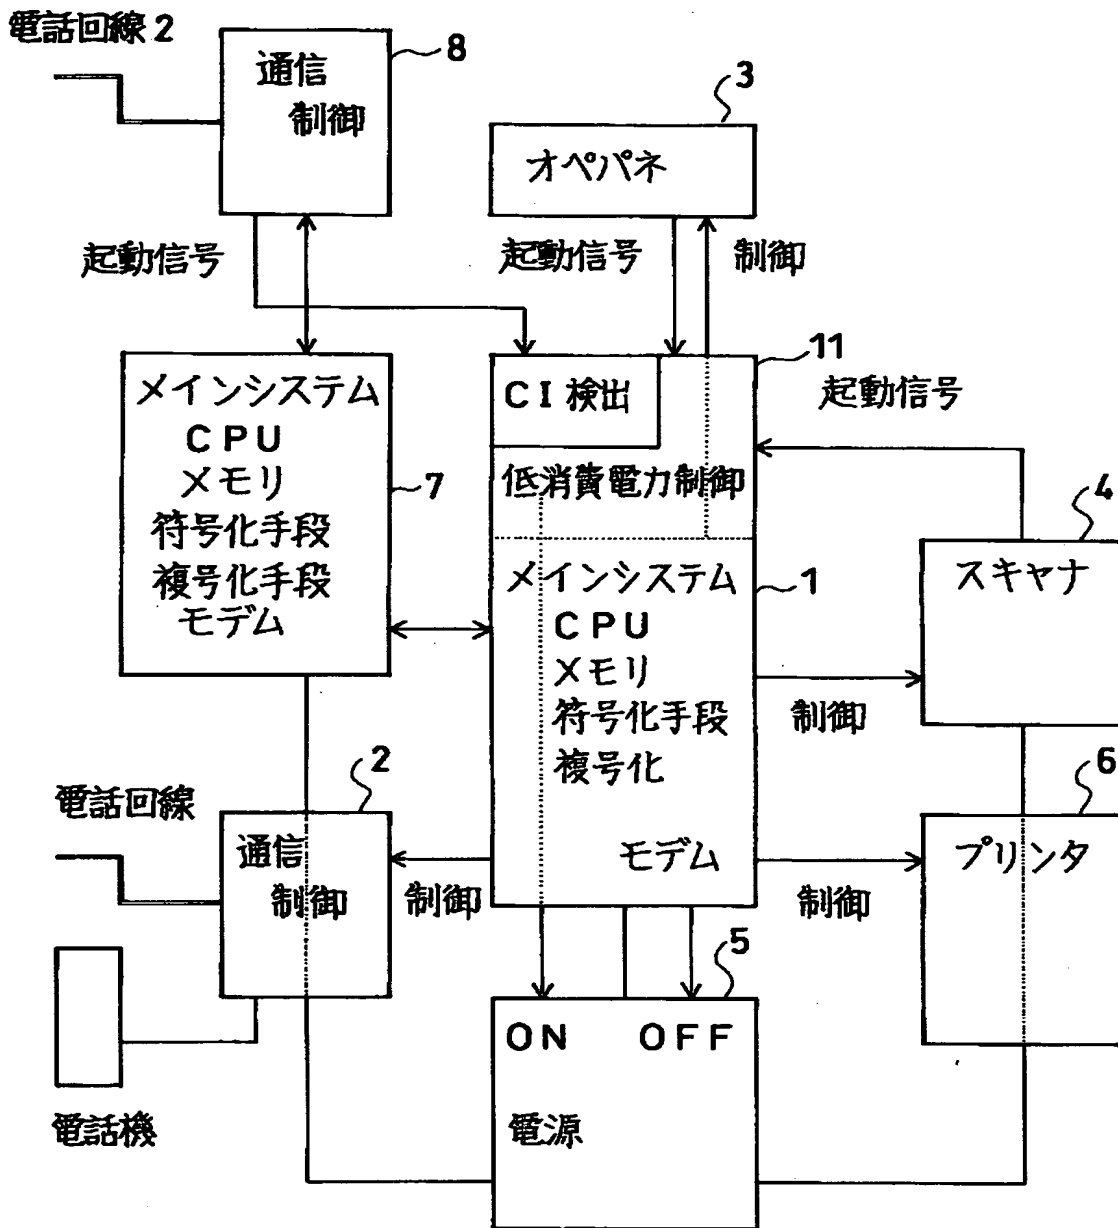 電話回線2
8
通信
制御
3
オペパネ
起動信号
起動信号
制御
11
起動信号
CI検出
低消費電力制御
メインシステム
CPU
メモリ
符号化手段
複号化手段
モデム
7
4
スキャナ
メインシステム
CPU
メモリ
符号化手段
複号化
モデム
1
制御
2
電話回線
通信
制御
制御
6
プリンタ
制御
5
ON OFF
電源
電話機